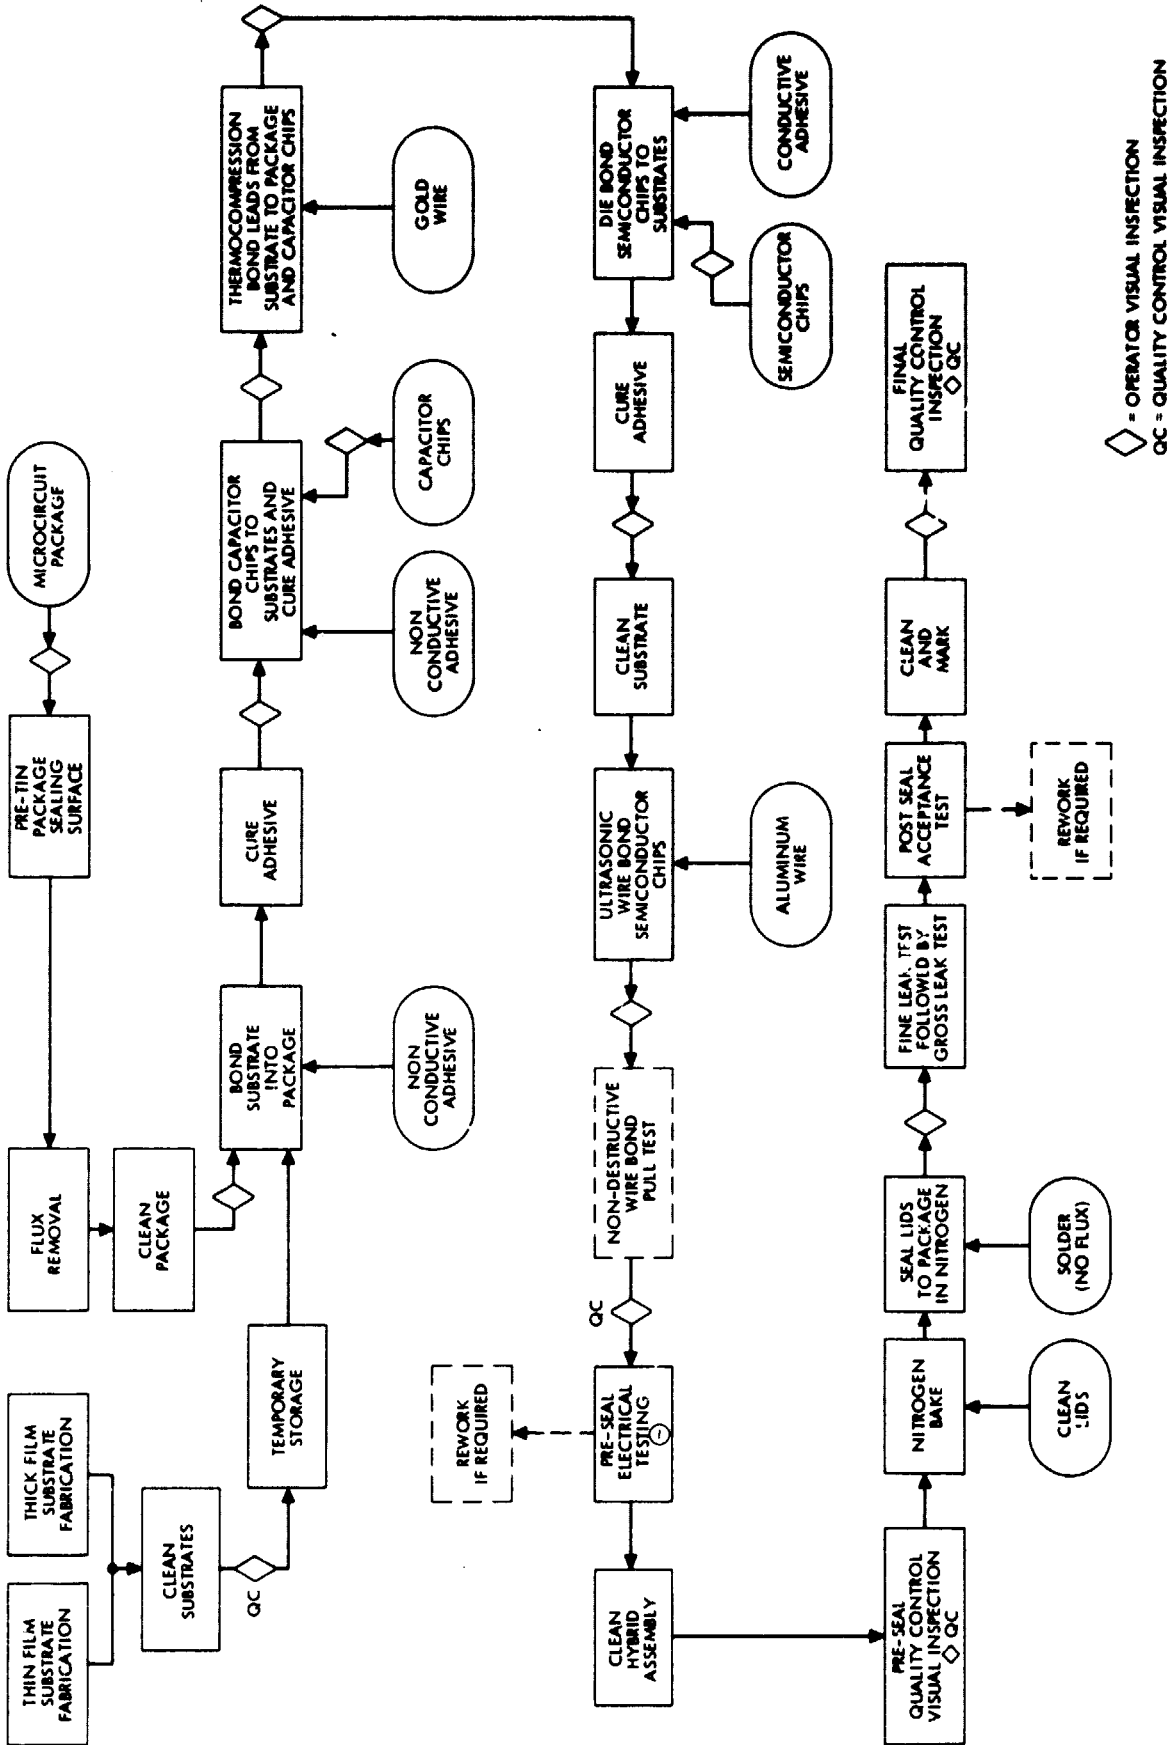 THIN FILM
SUBSTRATE
FABRICATION
THICK FILM
SUBSTRATE
FABRICATION
CLEAN
SUBSTRATES
QC
TEMPORARY
STORAGE
FLUX
REMOVAL
CLEAN
PACKAGE
PRE-TIN
PACKAGE
SEALING
SURFACE
MICROCIRCUIT
PACKAGE
BOND
SUBSTRATE
INTO
PACKAGE
NON
CONDUCTIVE
ADHESIVE
CURE
ADHESIVE
BOND CAPACITOR
CHIPS TO
SUBSTRATES AND
CURE ADHESIVE
NON
CONDUCTIVE
ADHESIVE
CAPACITOR
CHIPS
THERMOCOMPRESSION
BOND LEADS FROM
SUBSTRATE TO PACKAGE
AND CAPACITOR CHIPS
GOLD
WIRE
DIE BOND
SEMICONDUCTOR
CHIPS TO
SUBSTRATES
SEMICONDUCTOR
CHIPS
CONDUCTIVE
ADHESIVE
CURE
ADHESIVE
CLEAN
SUBSTRATE
ULTRASONIC
WIRE BOND
SEMICONDUCTOR
CHIPS
ALUMINUM
WIRE
NON-DESTRUCTIVE
WIRE BOND
PULL TEST
QC
PRE-SEAL
ELECTRICAL
TESTING
REWORK
IF REQUIRED
CLEAN
HYBRID
ASSEMBLY
PRE-SEAL
QUALITY CONTROL
VISUAL INSPECTION
◇ QC
NITROGEN
BAKE
CLEAN
LIDS
SEAL LIDS
TO PACKAGE
IN NITROGEN
SOLDER
(NO FLUX)
FINE LEAK TEST
FOLLOWED BY
GROSS LEAK TEST
POST SEAL
ACCEPTANCE
TEST
REWORK
IF REQUIRED
CLEAN
AND
MARK
FINAL
QUALITY CONTROL
INSPECTION
◇ QC
◇ = OPERATOR VISUAL INSPECTION
QC = QUALITY CONTROL VISUAL INSPECTION